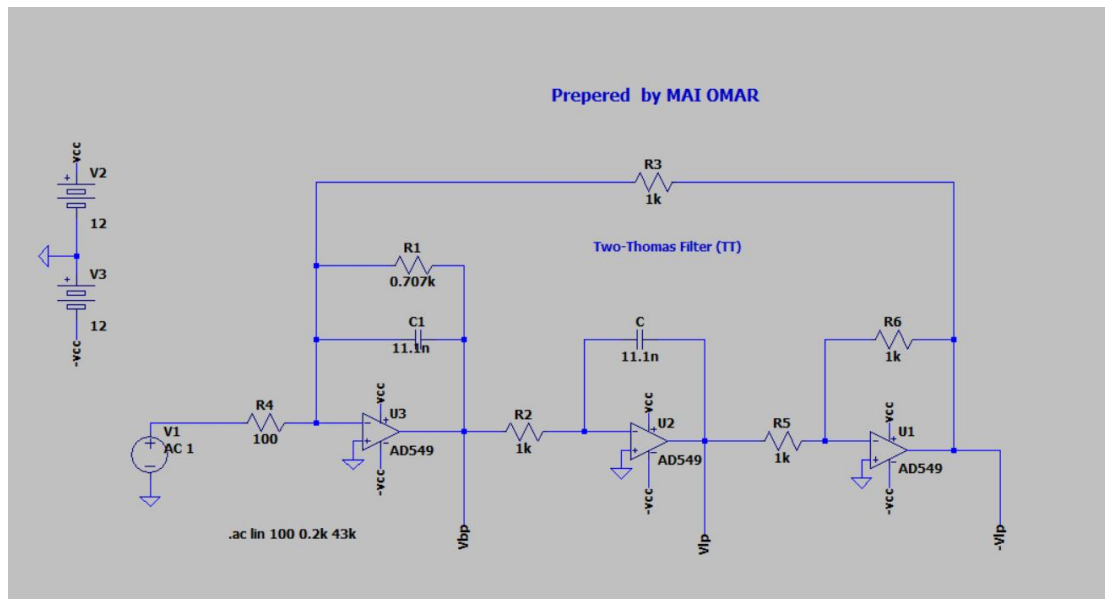 Prepered by MAI OMAR
vcc
V2
12
V3
12
-vcc
R3
1k
Two-Thomas Filter (TT)
R1
0.707k
C1
11.1n
C
11.1n
R6
1k
R4
100
vcc
U3
AD549
-vcc
R2
1k
vcc
U2
AD549
-vcc
R5
1k
vcc
U1
AD549
-vcc
V1
AC 1
.ac lin 100 0.2k 43k
Vbp
Vlp
-Vlp